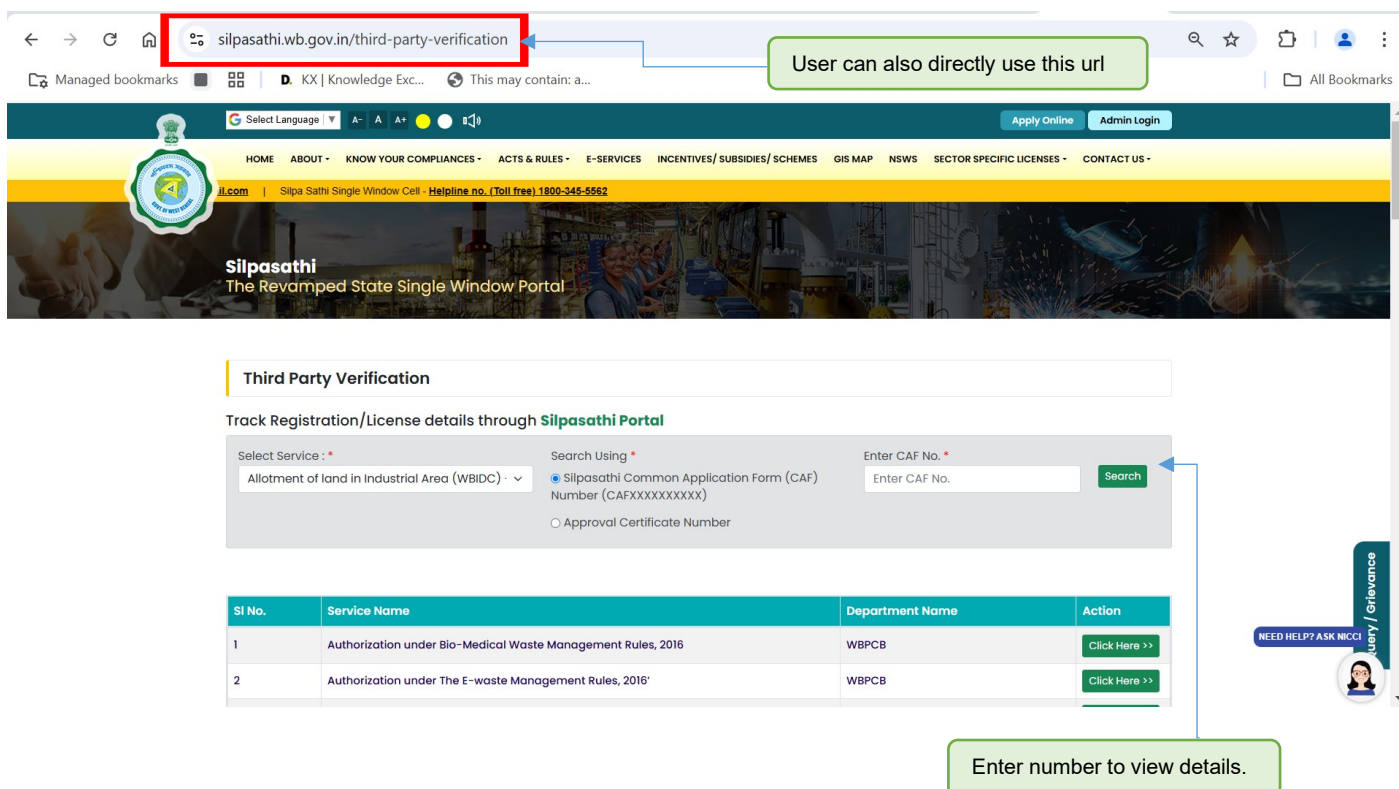 silpasathi.wb.gov.in/third-party-verification
User can also directly use this url
Managed bookmarks
D. KX | Knowledge Exc...
This may contain: a...
All Bookmarks
G Select Language ▼
A- A A+
Apply Online
Admin Login
HOME ABOUT KNOW YOUR COMPLIANCES ACTS & RULES E-SERVICES INCENTIVES/ SUBSIDIES/ SCHEMES GIS MAP NSWS SECTOR SPECIFIC LICENSES CONTACT US
il.com | Silpa Sathi Single Window Cell - Helpline no. (Toll free) 1800-345-5562
Silpasathi
The Revamped State Single Window Portal
Third Party Verification
Track Registration/License details through Silpasathi Portal
Select Service : *
Allotment of land in Industrial Area (WBIDC) -
Search Using *
Silpasathi Common Application Form (CAF)
Number (CAFXXXXXXXXXX)
Approval Certificate Number
Enter CAF No. *
Enter CAF No.
Search
Sl No. Service Name Department Name Action
1 Authorization under Bio-Medical Waste Management Rules, 2016 WBPCB Click Here >>
2 Authorization under The E-waste Management Rules, 2016' WBPCB Click Here >>
Query / Grievance
NEED HELP? ASK NICCI
Enter number to view details.